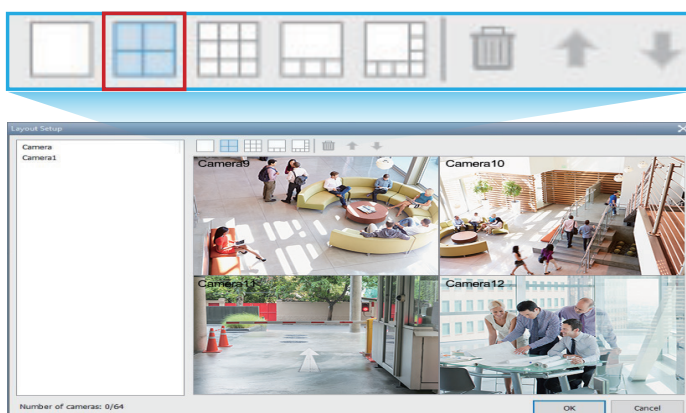 Layout Setup
Camera
Camera1
Camera9
Camera10
Camera11
Camera12
Number of cameras: 0/64
OK
Cancel